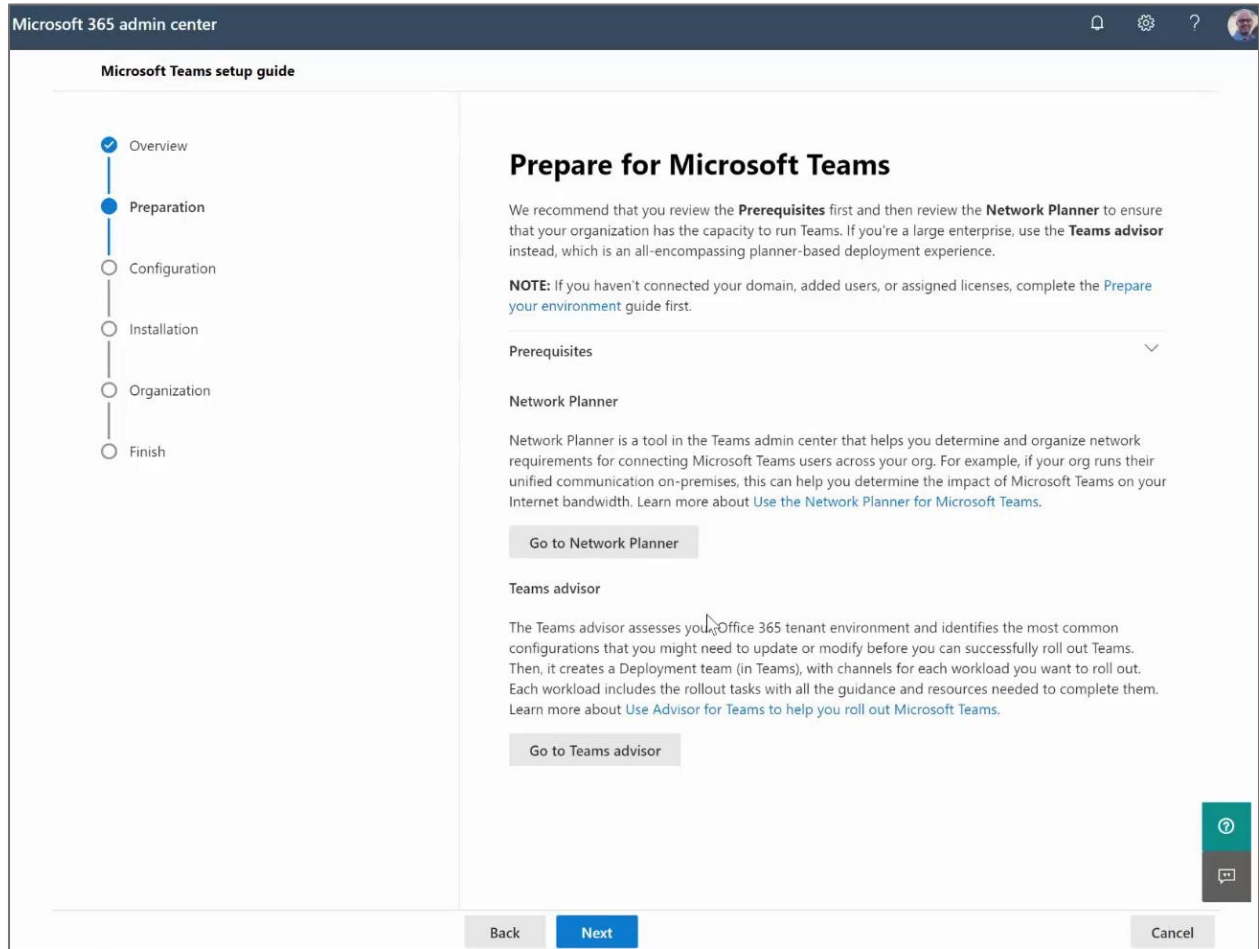 Microsoft 365 admin center
?
Microsoft Teams setup guide
Overview
Preparation
Configuration
Installation
Organization
Finish
Prepare for Microsoft Teams
We recommend that you review the Prerequisites first and then review the Network Planner to ensure
that your organization has the capacity to run Teams. If you're a large enterprise, use the Teams advisor
instead, which is an all-encompassing planner-based deployment experience.
NOTE: If you haven't connected your domain, added users, or assigned licenses, complete the Prepare
your environment guide first.
Prerequisites
Network Planner
Network Planner is a tool in the Teams admin center that helps you determine and organize network
requirements for connecting Microsoft Teams users across your org. For example, if your org runs their
unified communication on-premises, this can help you determine the impact of Microsoft Teams on your
Internet bandwidth. Learn more about Use the Network Planner for Microsoft Teams.
Go to Network Planner
Teams advisor
The Teams advisor assesses your Office 365 tenant environment and identifies the most common
configurations that you might need to update or modify before you can successfully roll out Teams.
Then, it creates a Deployment team (in Teams), with channels for each workload you want to roll out.
Each workload includes the rollout tasks with all the guidance and resources needed to complete them.
Learn more about Use Advisor for Teams to help you roll out Microsoft Teams.
Go to Teams advisor
Back
Next
Cancel